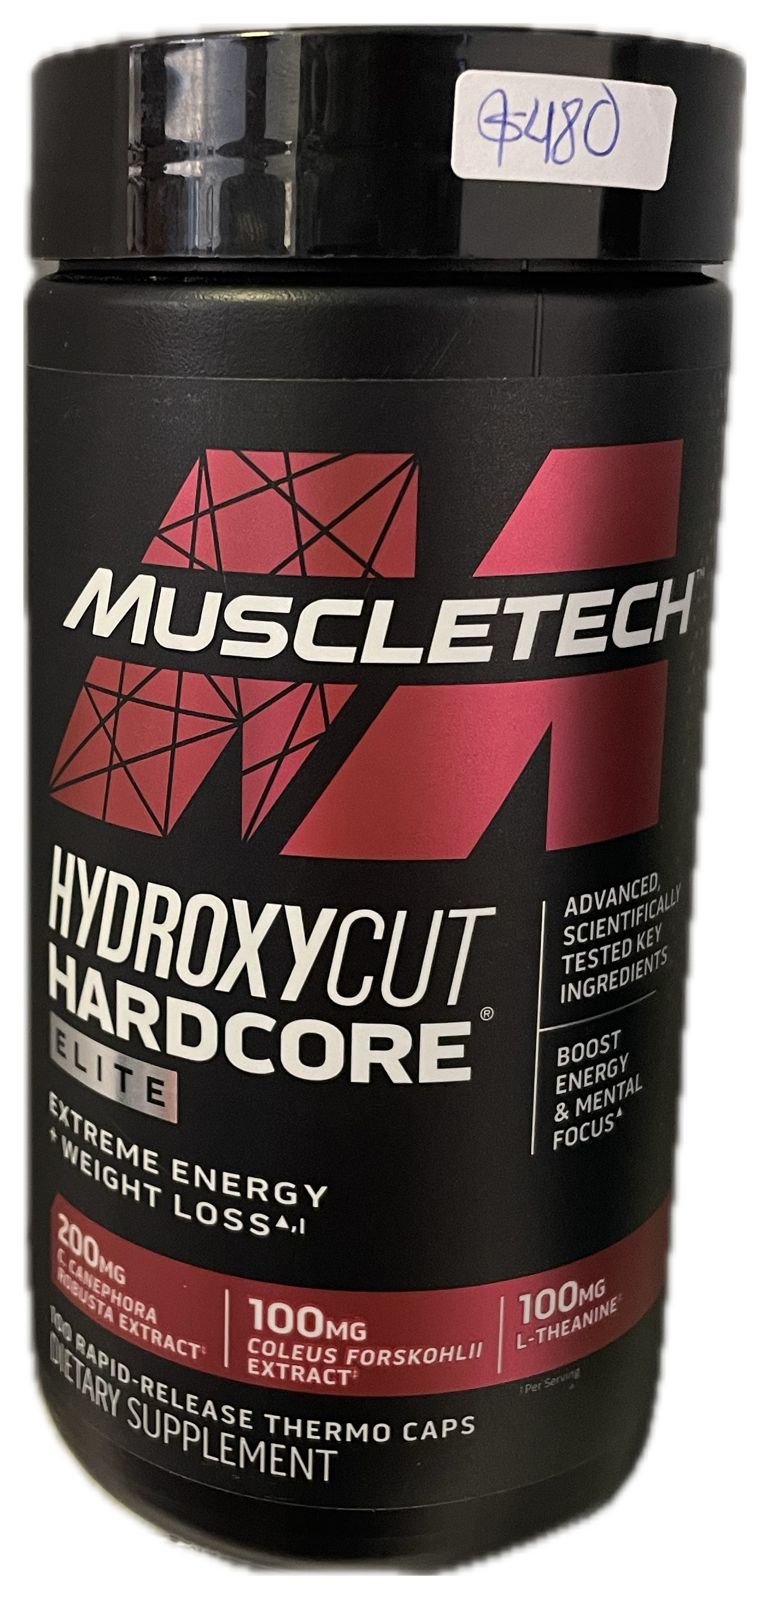 ₲480
MUSCLETECH™
HYDROXYCUT
HARDCORE®
ELITE
EXTREME ENERGY
+ WEIGHT LOSS▲,I
ADVANCED,
SCIENTIFICALLY
TESTED KEY
INGREDIENTS
BOOST
ENERGY
& MENTAL
FOCUS▲
200MG
C. CANEPHORA
ROBUSTA EXTRACT‡
100MG
COLEUS FORSKOHLII
EXTRACT‡
100MG
L-THEANINE‡
‡Per Serving
100 RAPID-RELEASE THERMO CAPS
DIETARY SUPPLEMENT